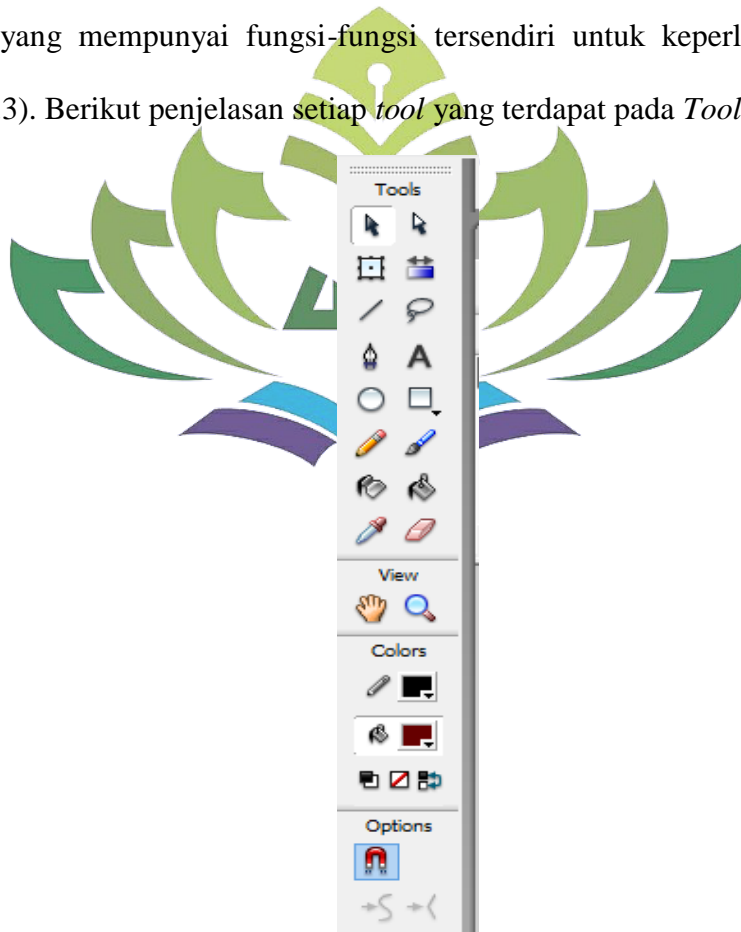 yang mempunyai fungsi-fungsi tersendiri untuk keperl
3). Berikut penjelasan setiap tool yang terdapat pada Tool
Tools
A
View
Colors
Options